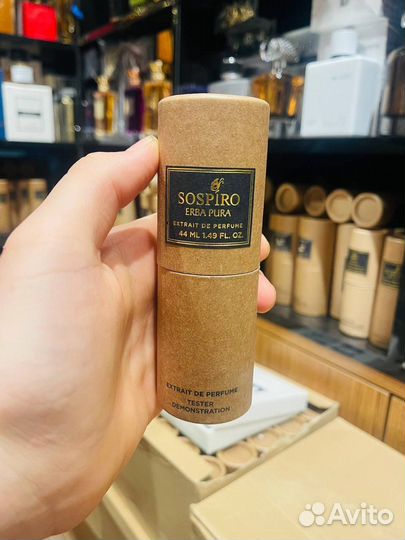 SOSPIRO
ERBA PURA
EXTRAIT DE PERFUME
44 ML 1.49 FL. OZ.
EXTRAIT DE PERFUME
TESTER
DEMONSTRATION
Avito